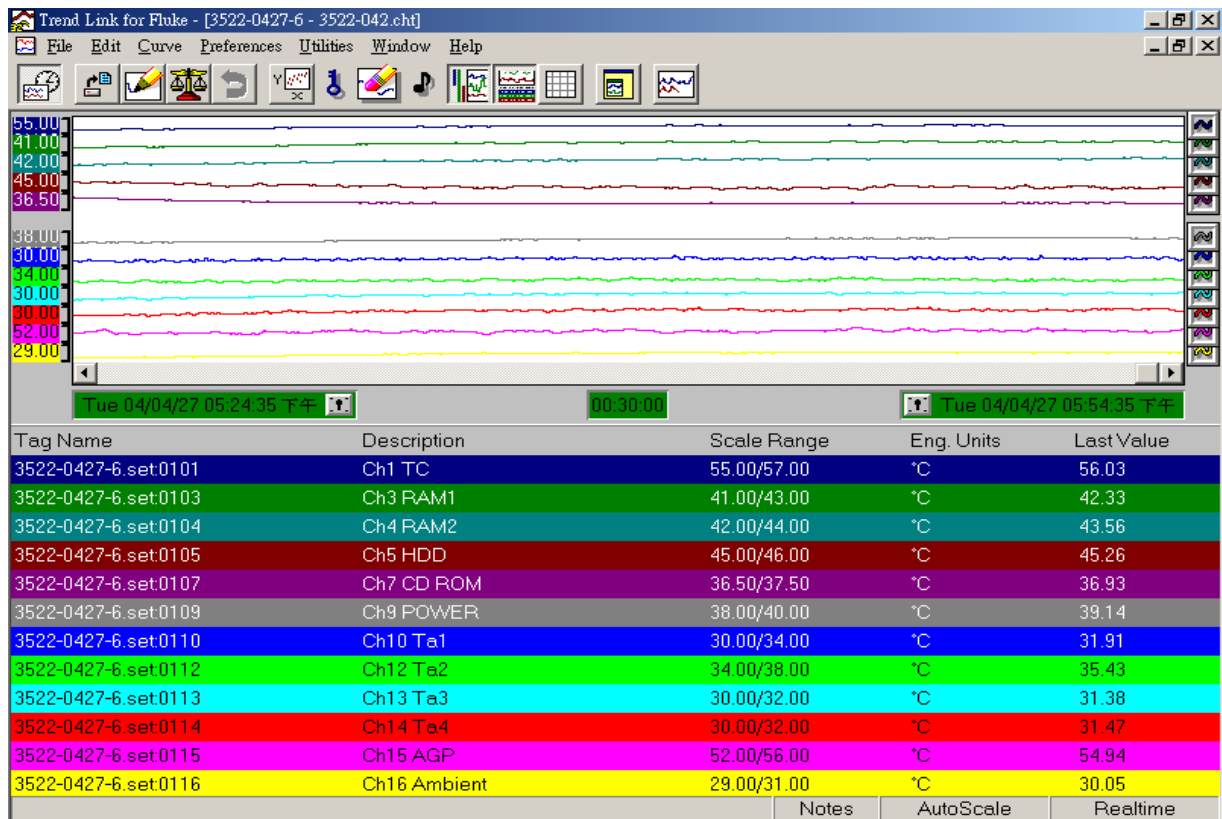 Trend Link for Fluke - [3522-0427-6 - 3522-042.cht]
File Edit Curve Preferences Utilities Window Help
55.00
41.00
42.00
45.00
36.50
38.00
30.00
34.00
30.00
30.00
52.00
29.00
Tue 04/04/27 05:24:35 下午 00:30:00 Tue 04/04/27 05:54:35 下午
Tag Name Description Scale Range Eng. Units Last Value
3522-0427-6.set:0101 Ch1 TC 55.00/57.00 °C 56.03
3522-0427-6.set:0103 Ch3 RAM1 41.00/43.00 °C 42.33
3522-0427-6.set:0104 Ch4 RAM2 42.00/44.00 °C 43.56
3522-0427-6.set:0105 Ch5 HDD 45.00/46.00 °C 45.26
3522-0427-6.set:0107 Ch7 CD ROM 36.50/37.50 °C 36.93
3522-0427-6.set:0109 Ch9 POWER 38.00/40.00 °C 39.14
3522-0427-6.set:0110 Ch10 Ta1 30.00/34.00 °C 31.91
3522-0427-6.set:0112 Ch12 Ta2 34.00/38.00 °C 35.43
3522-0427-6.set:0113 Ch13 Ta3 30.00/32.00 °C 31.38
3522-0427-6.set:0114 Ch14 Ta4 30.00/32.00 °C 31.47
3522-0427-6.set:0115 Ch15 AGP 52.00/56.00 °C 54.94
3522-0427-6.set:0116 Ch16 Ambient 29.00/31.00 °C 30.05
Notes AutoScale Realtime